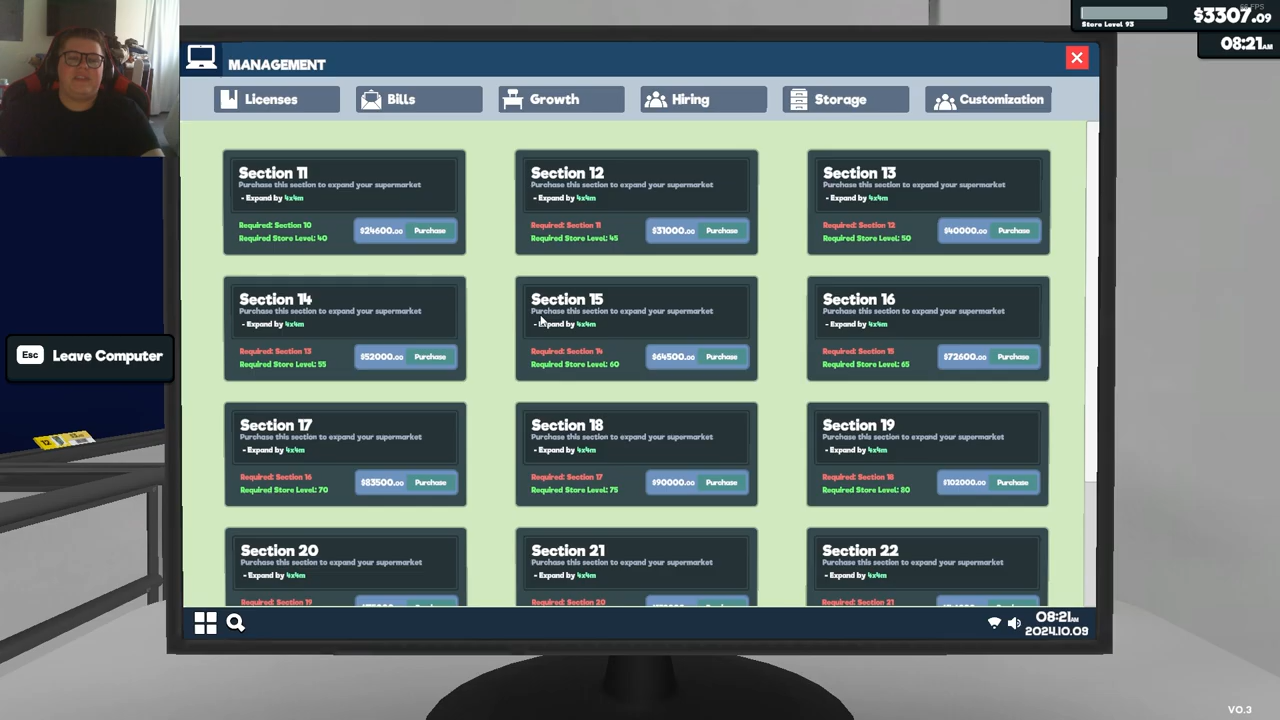 FPS
$3307.09
Store Level 93
08:21AM
MANAGEMENT
Licenses
Bills
Growth
Hiring
Storage
Customization
Section 11
Purchase this section to expand your supermarket
- Expand by 4x4m
Required: Section 10
Required Store Level: 40
$24600.00 Purchase
Section 12
Purchase this section to expand your supermarket
- Expand by 4x4m
Required: Section 11
Required Store Level: 45
$31000.00 Purchase
Section 13
Purchase this section to expand your supermarket
- Expand by 4x4m
Required: Section 12
Required Store Level: 50
$40000.00 Purchase
Section 14
Purchase this section to expand your supermarket
- Expand by 4x4m
Required: Section 13
Required Store Level: 55
$52000.00 Purchase
Section 15
Purchase this section to expand your supermarket
- Expand by 4x4m
Required: Section 14
Required Store Level: 60
$64500.00 Purchase
Section 16
Purchase this section to expand your supermarket
- Expand by 4x4m
Required: Section 15
Required Store Level: 65
$72600.00 Purchase
Section 17
Purchase this section to expand your supermarket
- Expand by 4x4m
Required: Section 16
Required Store Level: 70
$83500.00 Purchase
Section 18
Purchase this section to expand your supermarket
- Expand by 4x4m
Required: Section 17
Required Store Level: 75
$90000.00 Purchase
Section 19
Purchase this section to expand your supermarket
- Expand by 4x4m
Required: Section 18
Required Store Level: 80
$102000.00 Purchase
Section 20
Purchase this section to expand your supermarket
- Expand by 4x4m
Required: Section 19
Section 21
Purchase this section to expand your supermarket
- Expand by 4x4m
Required: Section 20
Section 22
Purchase this section to expand your supermarket
- Expand by 4x4m
Required: Section 21
Esc Leave Computer
08:21AM
2024.10.09
V0.3